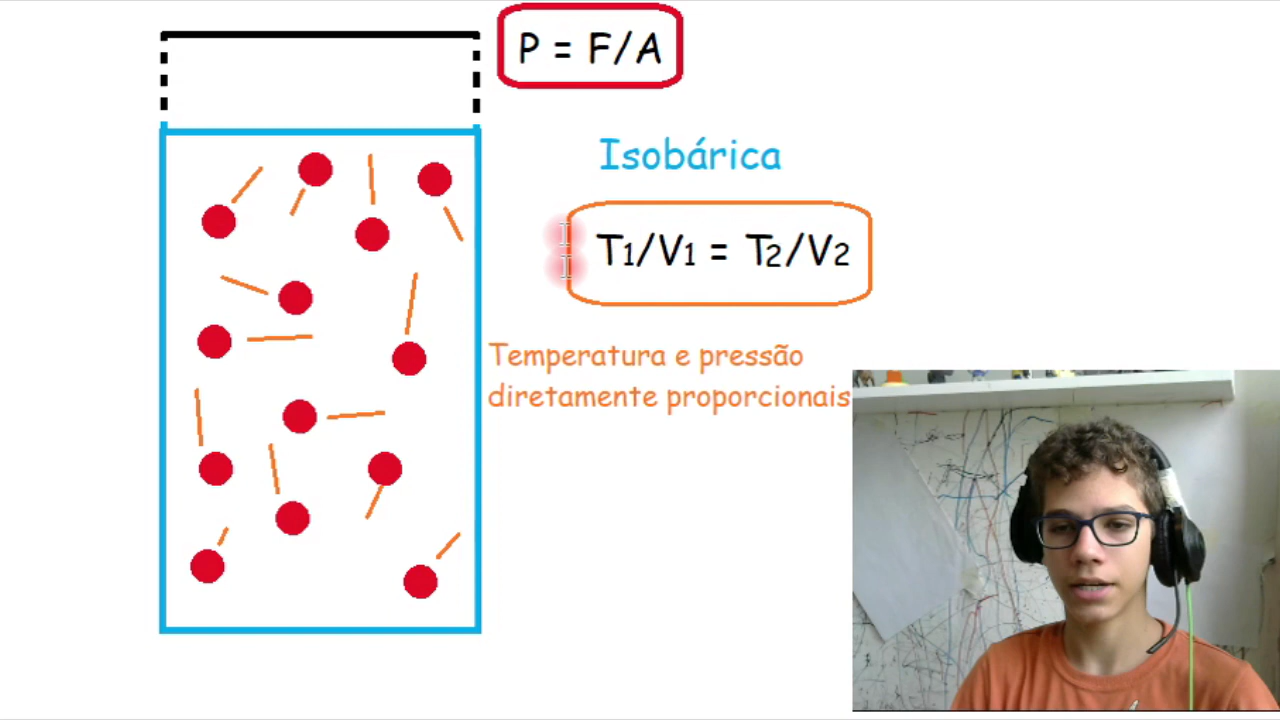 P = F/A
Isobárica
T1/V1 = T2/V2
Temperatura e pressão
diretamente proporcionais